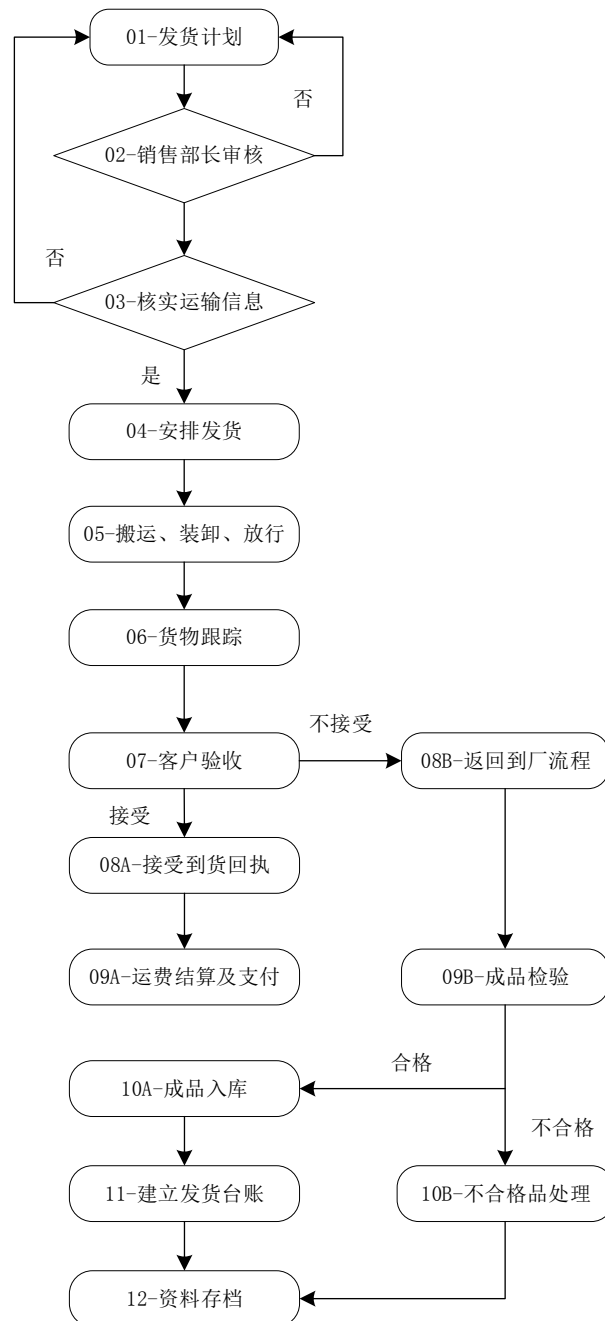 01-发货计划
否
02-销售部长审核
否
03-核实运输信息
是
04-安排发货
05-搬运、装卸、放行
06-货物跟踪
不接受
07-客户验收
08B-返回到厂流程
接受
08A-接受到货回执
09A-运费结算及支付
09B-成品检验
合格
10A-成品入库
不合格
11-建立发货台账
10B-不合格品处理
12-资料存档